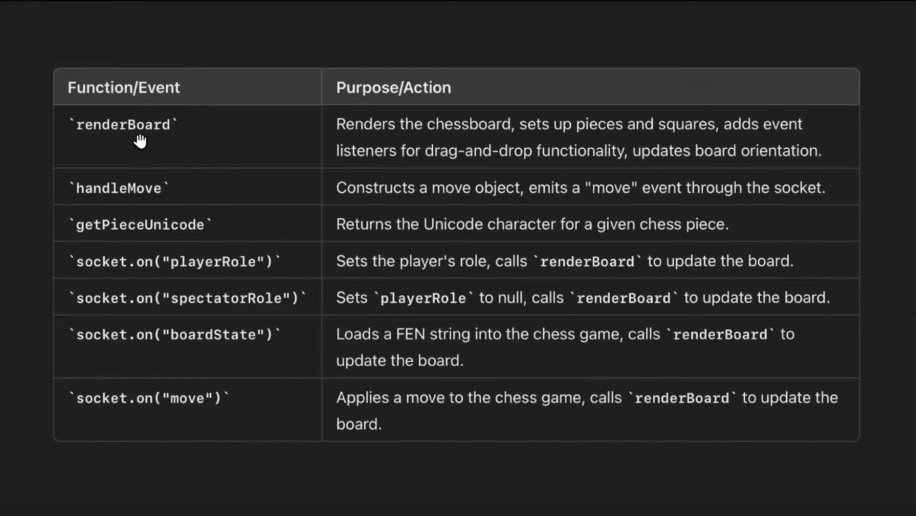 Function/Event
Purpose/Action
`renderBoard`
Renders the chessboard, sets up pieces and squares, adds event
listeners for drag-and-drop functionality, updates board orientation.
`handleMove`
Constructs a move object, emits a "move" event through the socket.
`getPieceUnicode`
Returns the Unicode character for a given chess piece.
`socket.on("playerRole")`
Sets the player's role, calls `renderBoard` to update the board.
`socket.on("spectatorRole")`
Sets `playerRole` to null, calls `renderBoard` to update the board.
`socket.on("boardState")`
Loads a FEN string into the chess game, calls `renderBoard` to
update the board.
`socket.on("move")`
Applies a move to the chess game, calls `renderBoard` to update the
board.